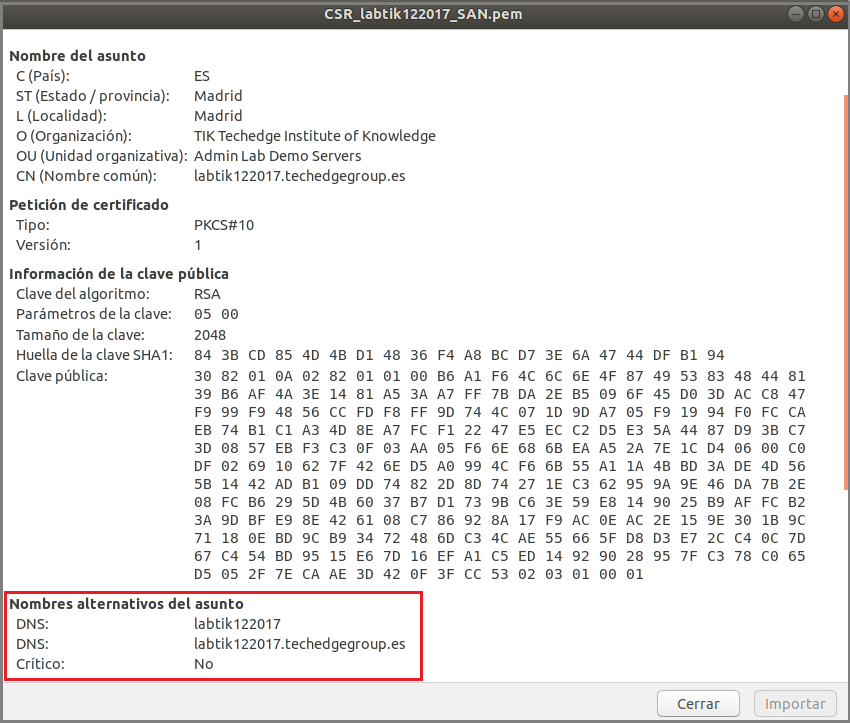 CSR_labtik122017_SAN.pem
Nombre del asunto
C (País): ES
ST (Estado / provincia): Madrid
L (Localidad): Madrid
O (Organización): TIK Techedge Institute of Knowledge
OU (Unidad organizativa): Admin Lab Demo Servers
CN (Nombre común): labtik122017.techedgegroup.es
Petición de certificado
Tipo: PKCS#10
Versión: 1
Información de la clave pública
Clave del algoritmo: RSA
Parámetros de la clave: 05 00
Tamaño de la clave: 2048
Huella de la clave SHA1: 84 3B CD 85 4D 4B D1 48 36 F4 A8 BC D7 3E 6A 47 44 DF B1 94
Clave pública: 30 82 01 0A 02 82 01 01 00 B6 A1 F6 4C 6C 6E 4F 87 49 53 83 48 44 81
39 B6 AF 4A 3E 14 81 A5 3A A7 FF 7B DA 2E B5 09 6F 45 D0 3D AC C8 47
F9 99 F9 48 56 CC FD F8 FF 9D 74 4C 07 1D 9D A7 05 F9 19 94 F0 FC CA
EB 74 B1 C1 A3 4D 8E A7 FC F1 22 47 E5 EC C2 D5 E3 5A 44 87 D9 3B C7
3D 08 57 EB F3 C3 0F 03 AA 05 F6 6E 68 6B EA A5 2A 7E 1C D4 06 00 C0
DF 02 69 10 62 7F 42 6E D5 A0 99 4C F6 6B 55 A1 1A 4B BD 3A DE 4D 56
5B 14 42 AD B1 09 DD 74 82 2D 8D 74 27 1E C3 62 95 9A 9E 46 DA 7B 2E
08 FC B6 29 5D 4B 60 37 B7 D1 73 9B C6 3E 59 E8 14 90 25 B9 AF FC B2
3A 9D BF E9 8E 42 61 08 C7 86 92 8A 17 F9 AC 0E AC 2E 15 9E 30 1B 9C
71 18 0E BD 9C B9 34 72 48 6D C3 4C AE 55 66 5F D8 D3 E7 2C C4 0C 7D
67 C4 54 BD 95 15 E6 7D 16 EF A1 C5 ED 14 92 90 28 95 7F C3 78 C0 65
D5 05 2F 7E CA AE 3D 42 0F 3F CC 53 02 03 01 00 01
Nombres alternativos del asunto
DNS: labtik122017
DNS: labtik122017.techedgegroup.es
Crítico: No
Cerrar Importar